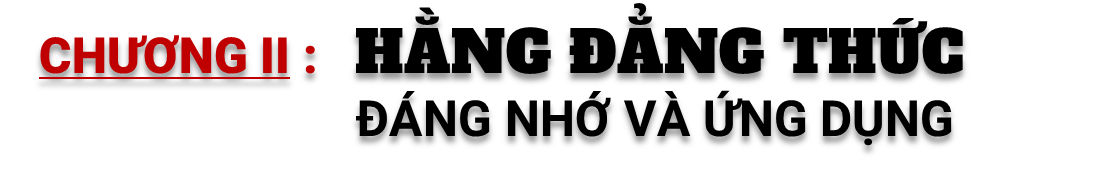 CHƯƠNG II : HẰNG ĐẲNG THỨC
ĐÁNG NHỚ VÀ ỨNG DỤNG